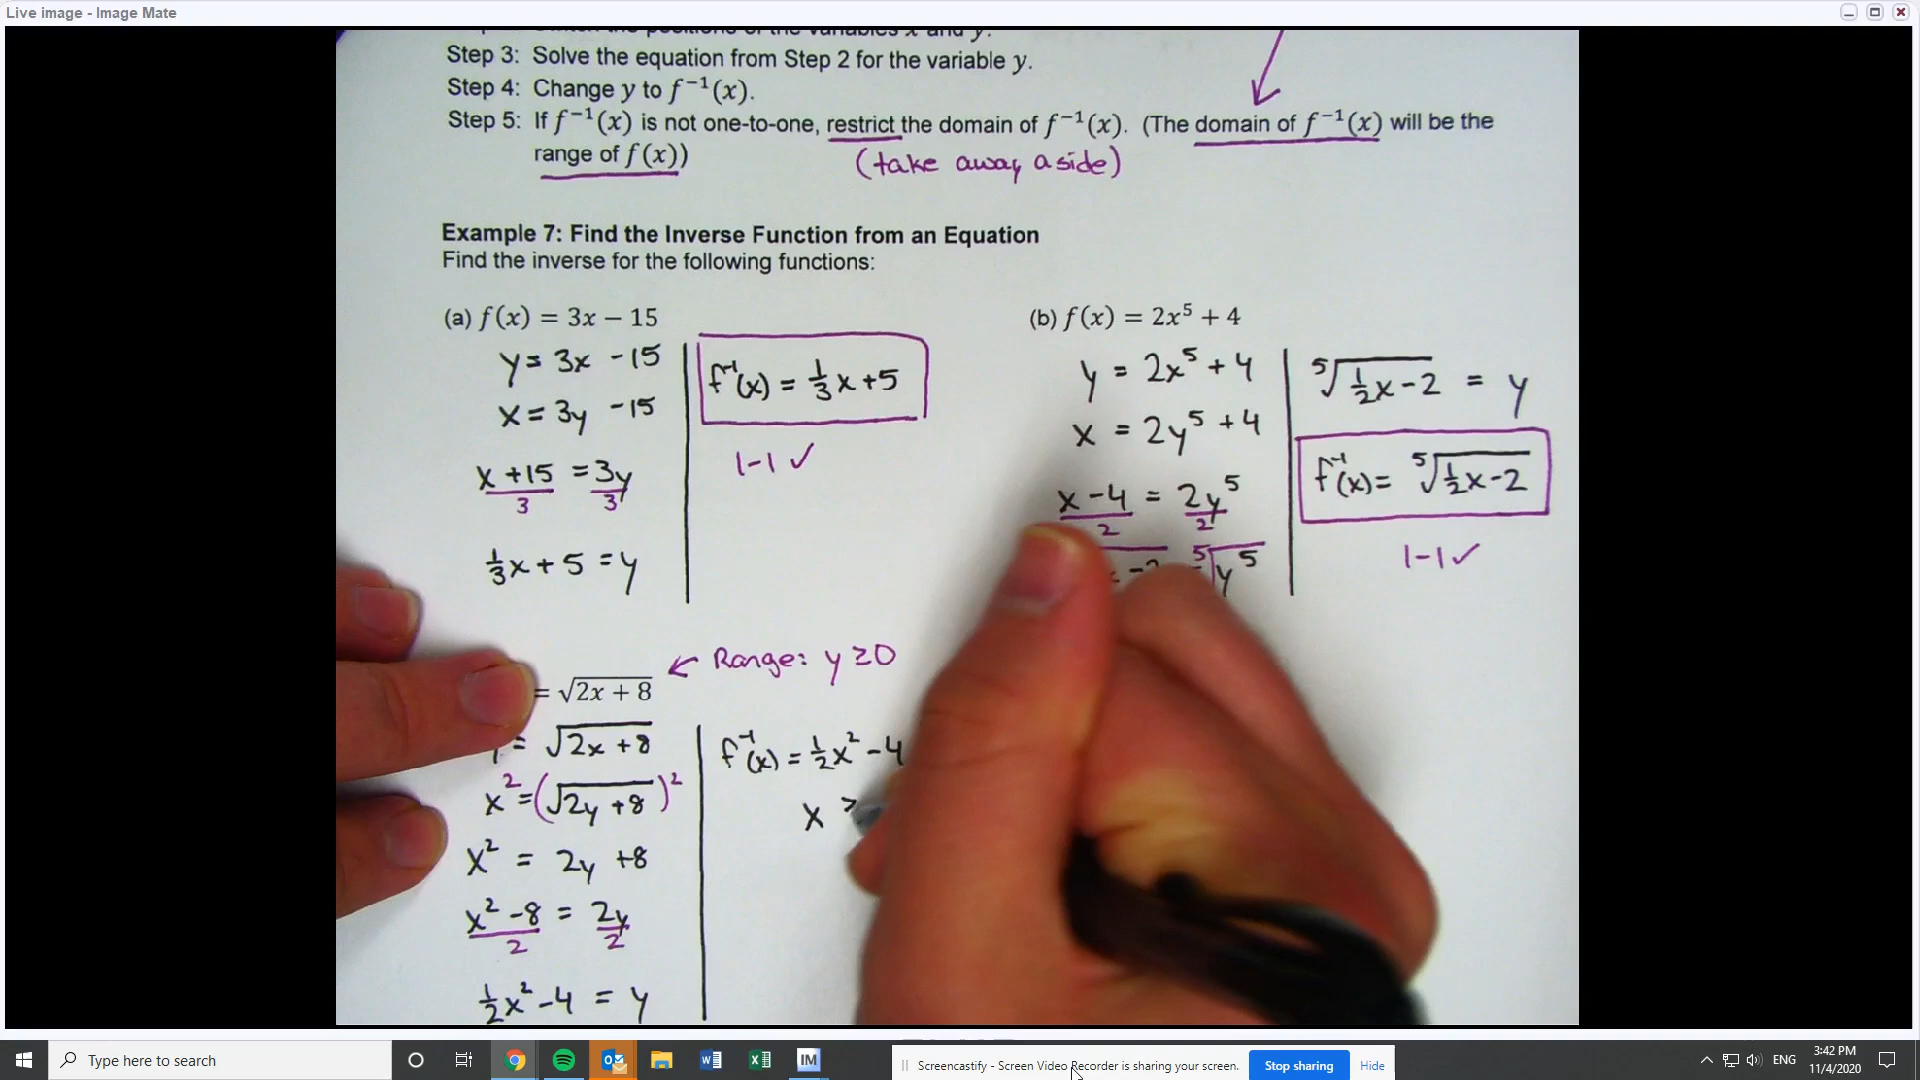 Live image - Image Mate
Step 3: Solve the equation from Step 2 for the variable y.
Step 4: Change y to f⁻¹(x).
Step 5: If f⁻¹(x) is not one-to-one, restrict the domain of f⁻¹(x). (The domain of f⁻¹(x) will be the
range of f(x))
(take away a side)
Example 7: Find the Inverse Function from an Equation
Find the inverse for the following functions:
(a) f(x) = 3x − 15
y = 3x - 15
x = 3y - 15
x + 15 = 3y
3 3
1/3 x + 5 = y
f⁻¹(x) = 1/3 x + 5
1-1 ✓
(b) f(x) = 2x⁵ + 4
y = 2x⁵ + 4
x = 2y⁵ + 4
x - 4 = 2y⁵
2 2
- 2 = ⁵√y⁵
⁵√(1/2 x - 2) = y
f⁻¹(x) = ⁵√(1/2 x - 2)
1-1 ✓
← Range: y ≥ 0
= √(2x + 8)
= √(2x + 8)
x² = (√(2y + 8))²
x² = 2y + 8
x² - 8 = 2y
2 2
1/2 x² - 4 = y
f⁻¹(x) = 1/2 x² - 4
x
Type here to search
IM
Screencastify - Screen Video Recorder is sharing your screen.
Stop sharing
Hide
ENG
3:42 PM
11/4/2020